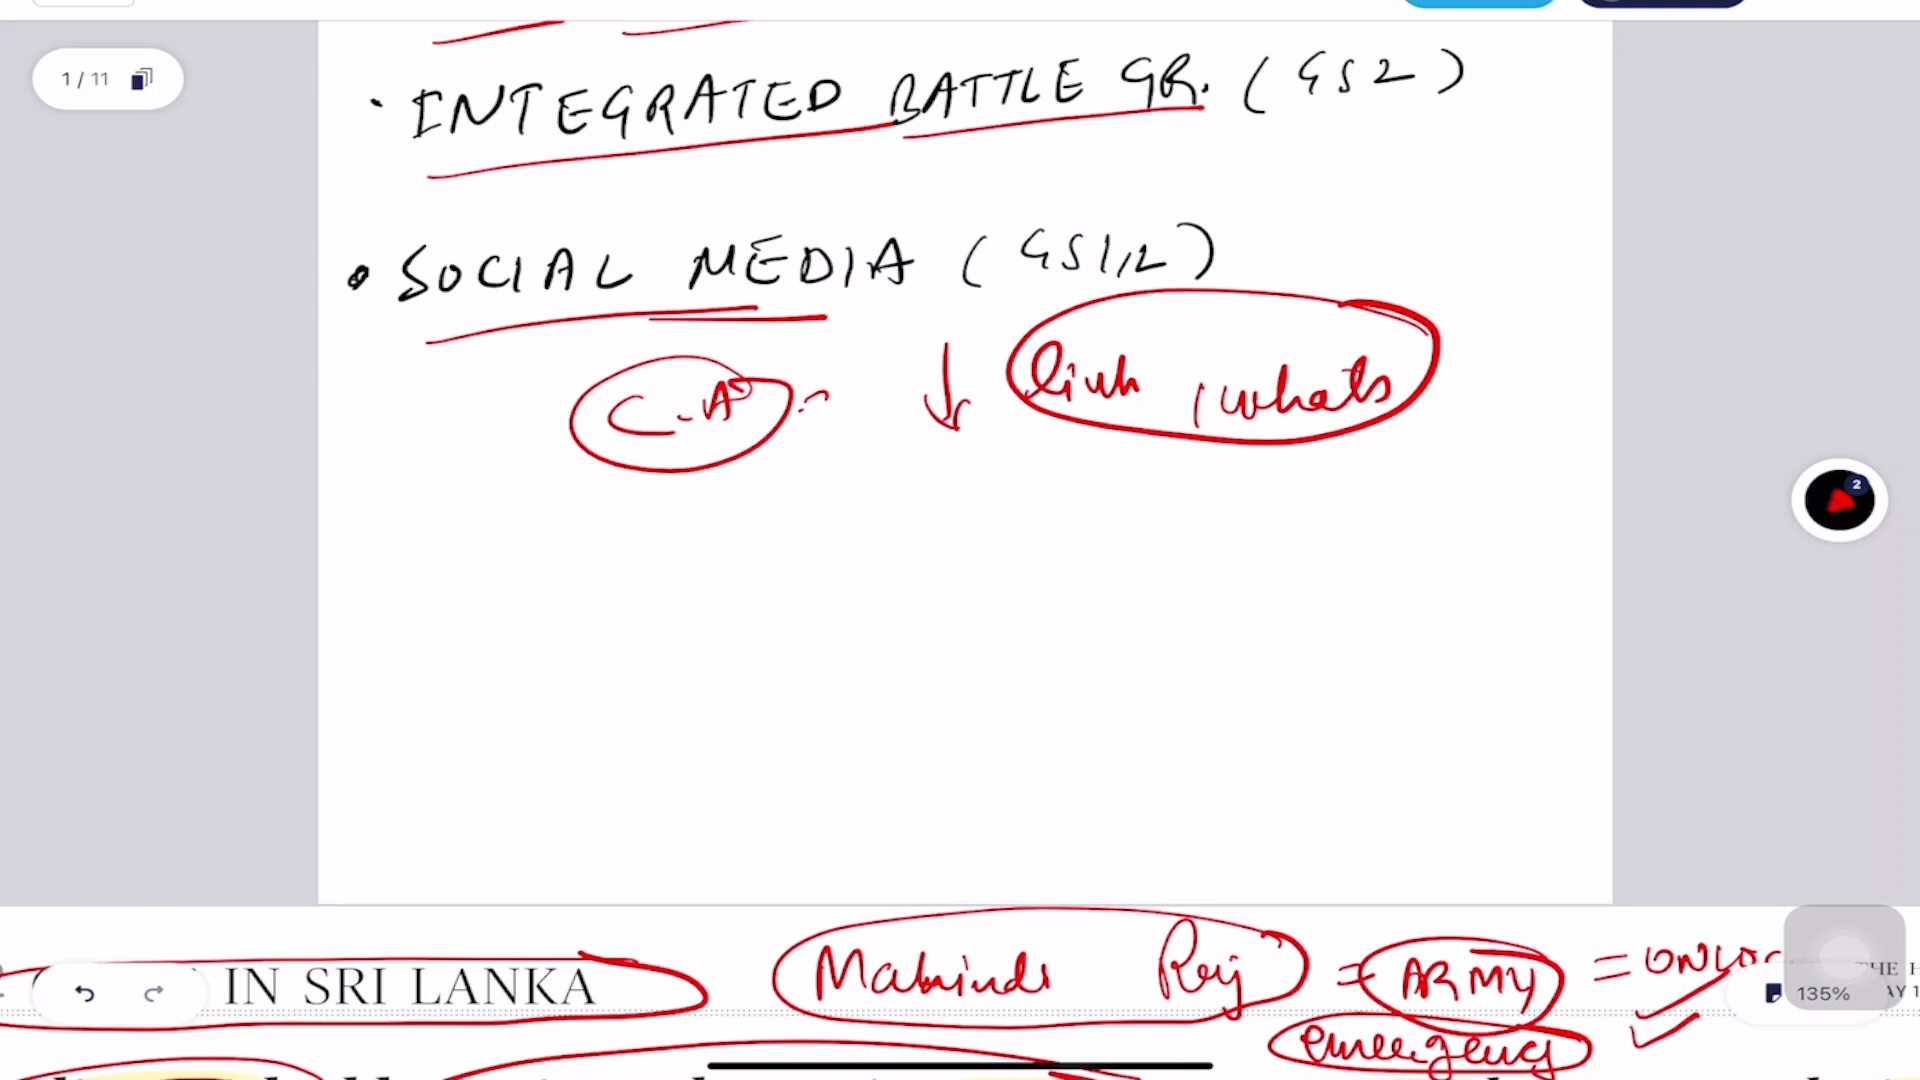 1 / 11
• INTEGRATED BATTLE GR. (GS2)
• SOCIAL MEDIA (GS1,2)
C-A
, whats
IN SRI LANKA
Mahinda Raj = ARMY =
emergency
135%
2